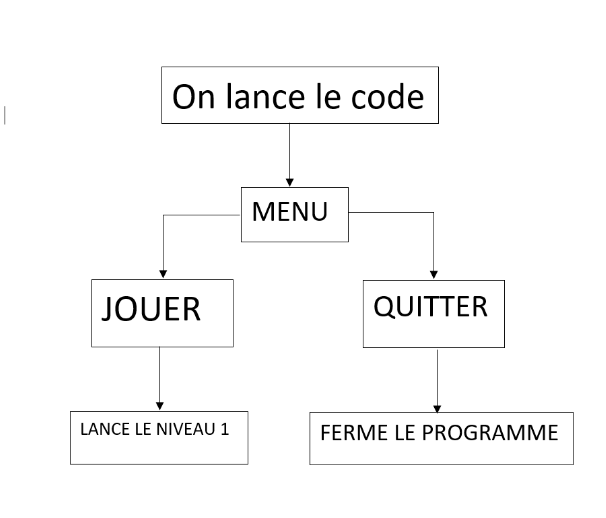 On lance le code
MENU
JOUER
QUITTER
LANCE LE NIVEAU 1
FERME LE PROGRAMME